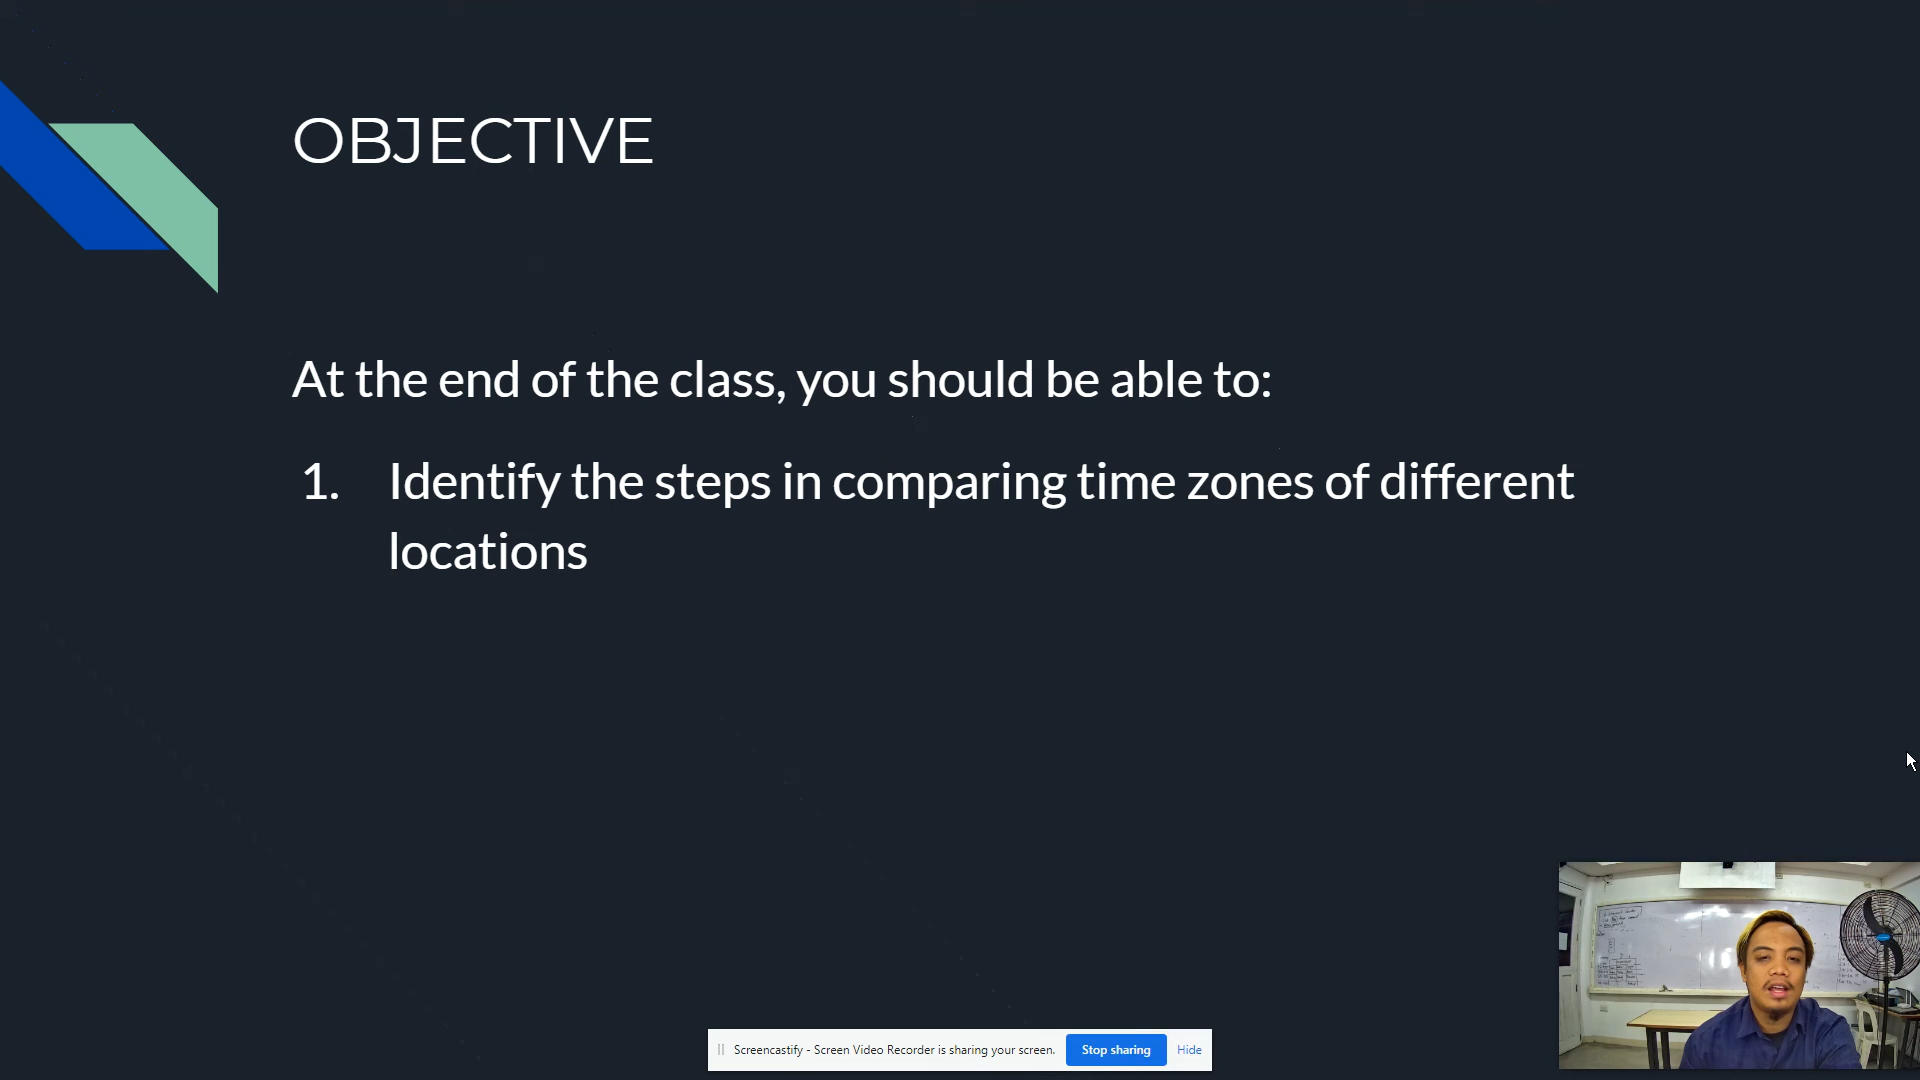 OBJECTIVE
At the end of the class, you should be able to:
1. Identify the steps in comparing time zones of different
locations
Screencastify - Screen Video Recorder is sharing your screen. Stop sharing Hide